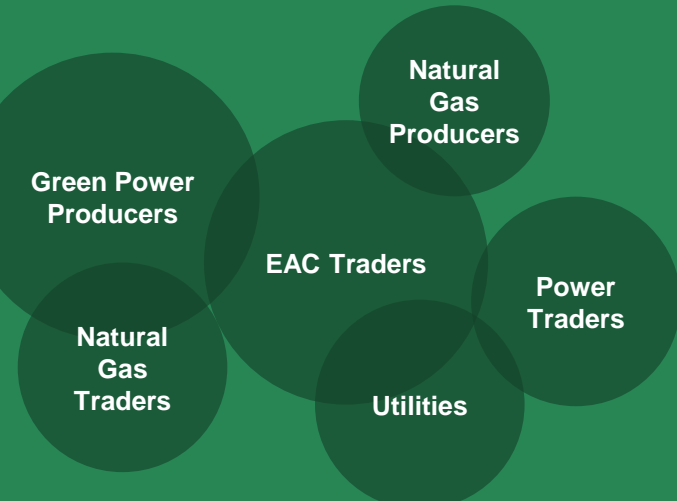 Natural
Gas
Producers
Green Power
Producers
EAC Traders
Power
Traders
Natural
Gas
Traders
Utilities